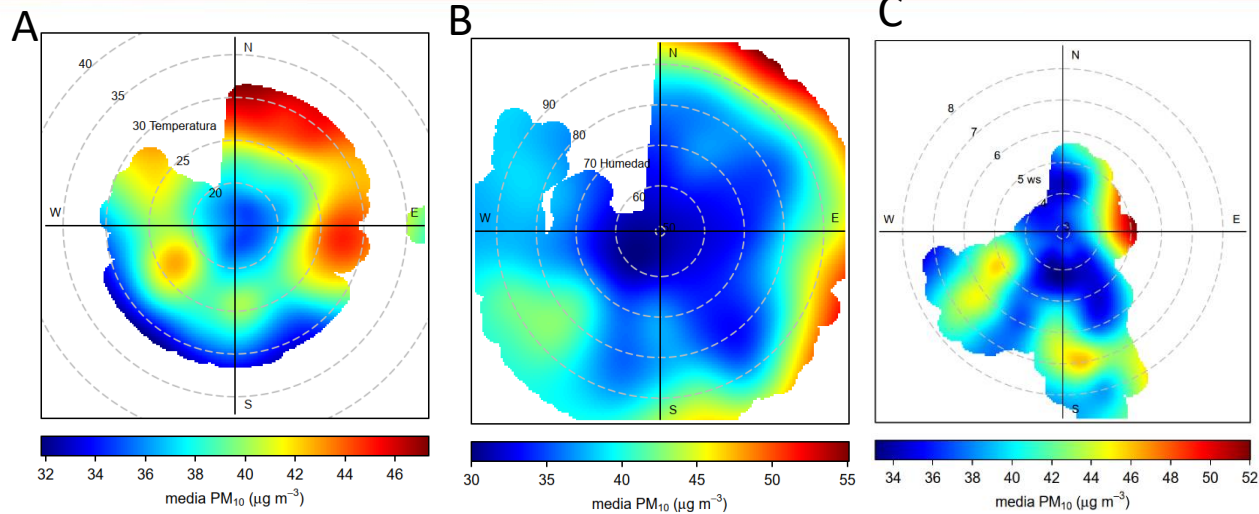 A
B
C
N
40
35
30 Temperatura
25
20
W
E
S
32 34 36 38 40 42 44 46
media PM₁₀ (μg m⁻³)
N
90
80
70 Humedad
60
W
E
S
30 35 40 45 50 55
media PM₁₀ (μg m⁻³)
N
8
7
6
5 ws
4
W
E
S
34 36 38 40 42 44 46 48 50 52
media PM₁₀ (μg m⁻³)